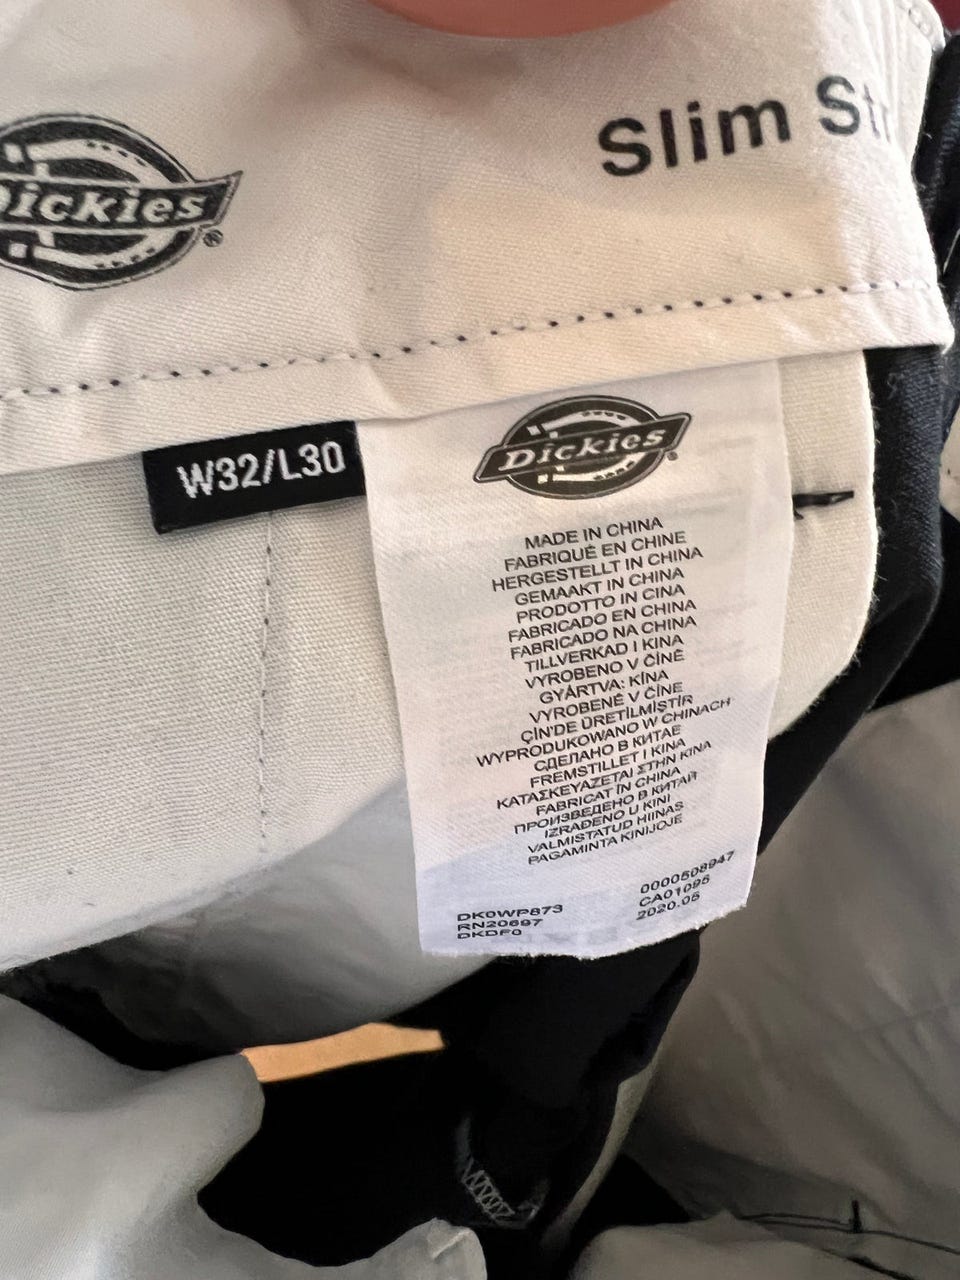 Slim
Dickies®
W32/L30
Dickies®
MADE IN CHINA
FABRIQUÉ EN CHINE
HERGESTELLT IN CHINA
GEMAAKT IN CHINA
PRODOTTO IN CINA
FABRICADO EN CHINA
FABRICADO NA CHINA
TILLVERKAD I KINA
VYROBENO V ČÍNĚ
GYÁRTVA: KÍNA
VYROBENÉ V ČÍNE
ÇİN'DE ÜRETİLMİŞTİR
WYPRODUKOWANO W CHINACH
СДЕЛАНО В КИТАЕ
FREMSTILLET I KINA
ΚΑΤΑΣΚΕΥΑΖΕΤΑΙ ΣΤΗΝ ΚΙΝΑ
FABRICAT ÎN CHINA
ПРОИЗВЕДЕНО В КИТАЙ
IZRAĐENO U KINI
VALMISTATUD HIINAS
PAGAMINTA KINIJOJE
DK0WP873
RN20697
DKDF0
0000508947
CA01095
2020.05